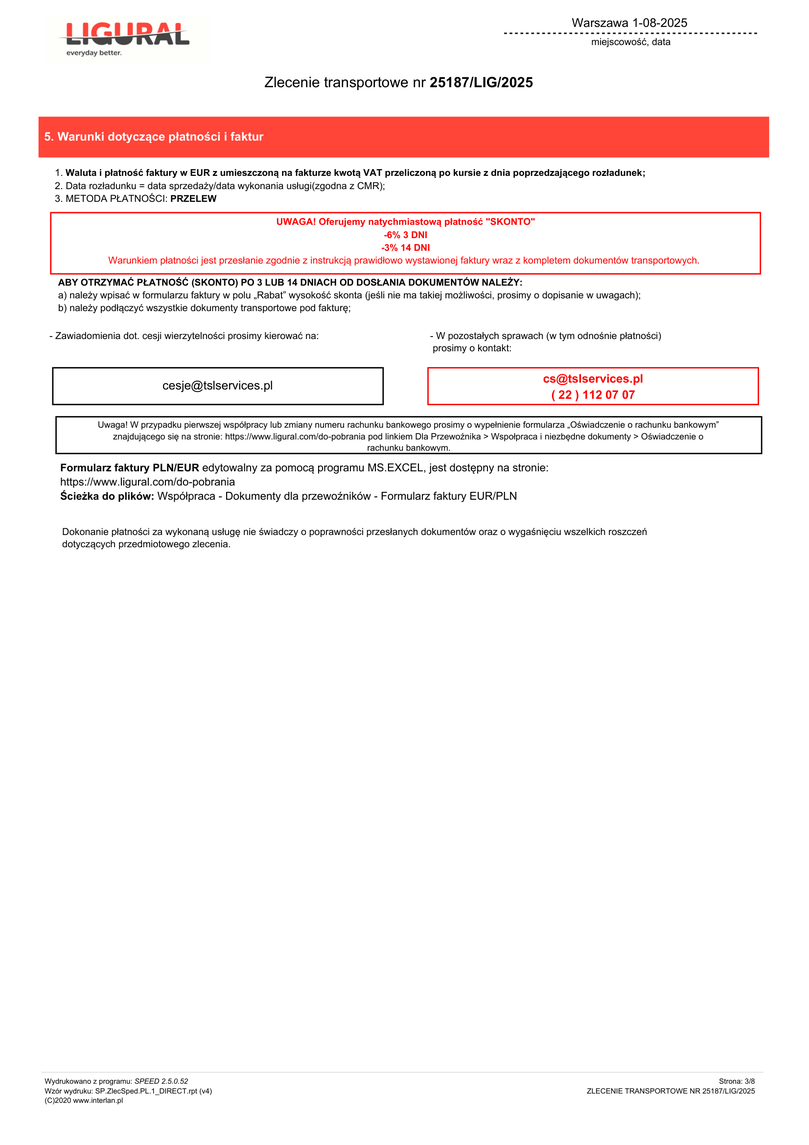 LIGURAL
everyday better.
Warszawa 1-08-2025
miejscowość, data
Zlecenie transportowe nr 25187/LIG/2025
5. Warunki dotyczące płatności i faktur
1. Waluta i płatność faktury w EUR z umieszczoną na fakturze kwotą VAT przeliczoną po kursie z dnia poprzedzającego rozładunek;
2. Data rozładunku = data sprzedaży/data wykonania usługi(zgodna z CMR);
3. METODA PŁATNOŚCI: PRZELEW
UWAGA! Oferujemy natychmiastową płatność "SKONTO"
-6% 3 DNI
-3% 14 DNI
Warunkiem płatności jest przesłanie zgodnie z instrukcją prawidłowo wystawionej faktury wraz z kompletem dokumentów transportowych.
ABY OTRZYMAĆ PŁATNOŚĆ (SKONTO) PO 3 LUB 14 DNIACH OD DOSŁANIA DOKUMENTÓW NALEŻY:
a) należy wpisać w formularzu faktury w polu „Rabat” wysokość skonta (jeśli nie ma takiej możliwości, prosimy o dopisanie w uwagach);
b) należy podłączyć wszystkie dokumenty transportowe pod fakturę;
- Zawiadomienia dot. cesji wierzytelności prosimy kierować na:
- W pozostałych sprawach (w tym odnośnie płatności)
prosimy o kontakt:
cesje@tslservices.pl
cs@tslservices.pl
( 22 ) 112 07 07
Uwaga! W przypadku pierwszej współpracy lub zmiany numeru rachunku bankowego prosimy o wypełnienie formularza „Oświadczenie o rachunku bankowym”
znajdującego się na stronie: https://www.ligural.com/do-pobrania pod linkiem Dla Przewoźnika > Wspołpraca i niezbędne dokumenty > Oświadczenie o
rachunku bankowym.
Formularz faktury PLN/EUR edytowalny za pomocą programu MS.EXCEL, jest dostępny na stronie:
https://www.ligural.com/do-pobrania
Ścieżka do plików: Współpraca - Dokumenty dla przewoźników - Formularz faktury EUR/PLN
Dokonanie płatności za wykonaną usługę nie świadczy o poprawności przesłanych dokumentów oraz o wygaśnięciu wszelkich roszczeń
dotyczących przedmiotowego zlecenia.
Wydrukowano z programu: SPEED 2.5.0.52
Wzór wydruku: SP.ZlecSped.PL.1_DIRECT.rpt (v4)
(C)2020 www.interlan.pl
Strona: 3/8
ZLECENIE TRANSPORTOWE NR 25187/LIG/2025